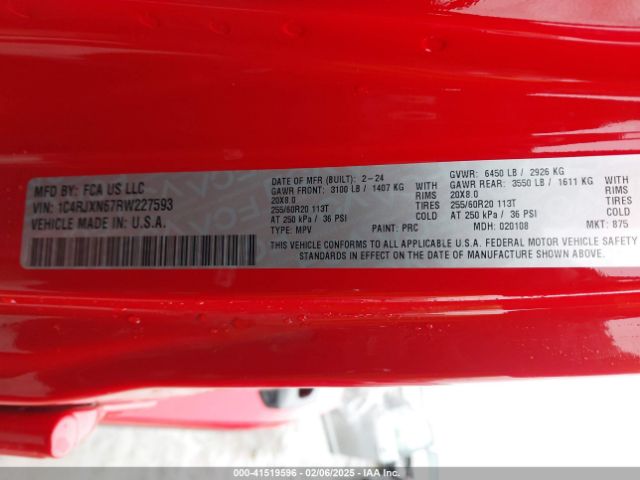 MFD BY: FCA US LLC
VIN: 1C4RJXN67RW227593
VEHICLE MADE IN U.S.A.
DATE OF MFR (BUILT): 2-24
GAWR FRONT: 3100 LB / 1407 KG WITH
20X8.0 RIMS
255/60R20 113T TIRES
AT 250 kPa / 36 PSI COLD
TYPE: MPV PAINT: PRC
GVWR: 6450 LB / 2926 KG
GAWR REAR: 3550 LB / 1611 KG WITH
20X8.0 RIMS
255/60R20 113T TIRES
AT 250 kPa / 36 PSI COLD
MDH: 020108 MKT: 875
THIS VEHICLE CONFORMS TO ALL APPLICABLE U.S.A. FEDERAL MOTOR VEHICLE SAFETY
STANDARDS IN EFFECT ON THE DATE OF MANUFACTURE SHOWN ABOVE.
000-41519596 - 02/06/2025 - IAA Inc.